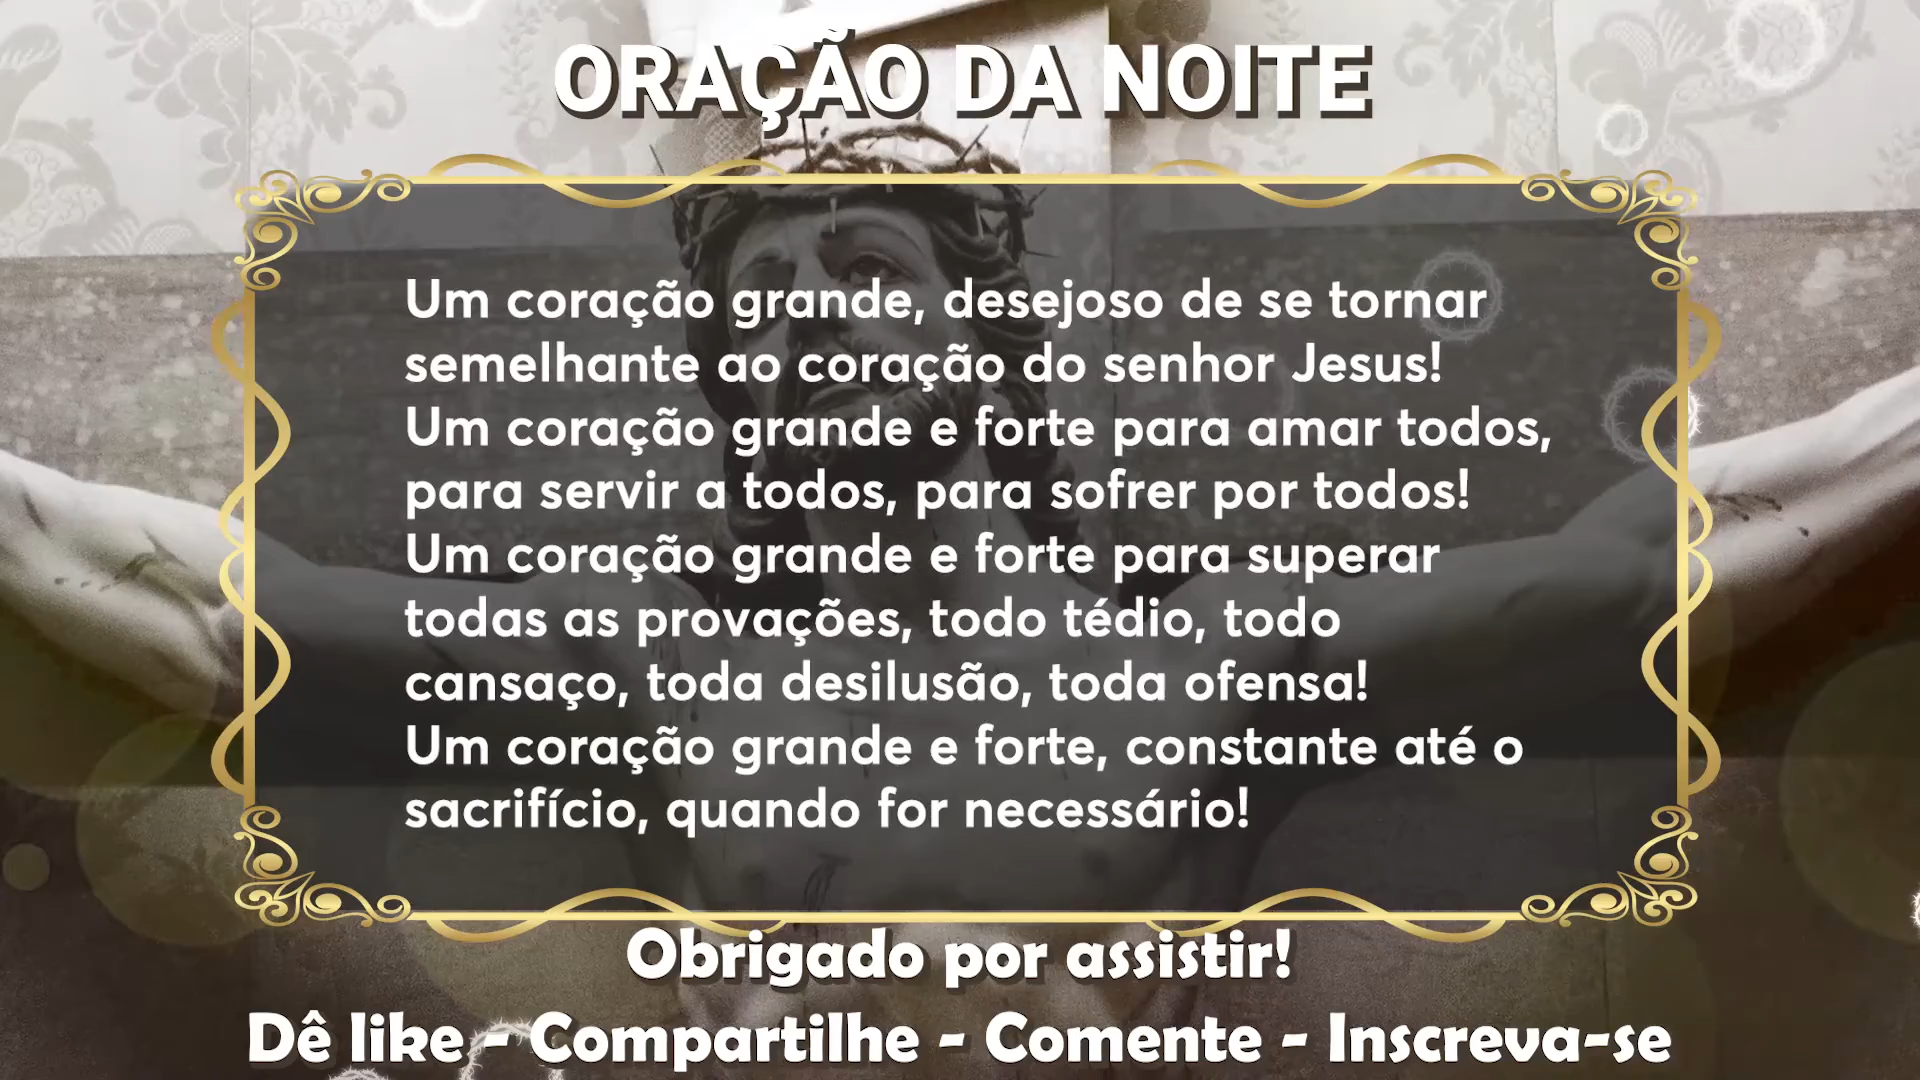 ORAÇÃO DA NOITE
Um coração grande, desejoso de se tornar
semelhante ao coração do senhor Jesus!
Um coração grande e forte para amar todos,
para servir a todos, para sofrer por todos!
Um coração grande e forte para superar
todas as provações, todo tédio, todo
cansaço, toda desilusão, toda ofensa!
Um coração grande e forte, constante até o
sacrifício, quando for necessário!
Obrigado por assistir!
Dê like - Compartilhe - Comente - Inscreva-se